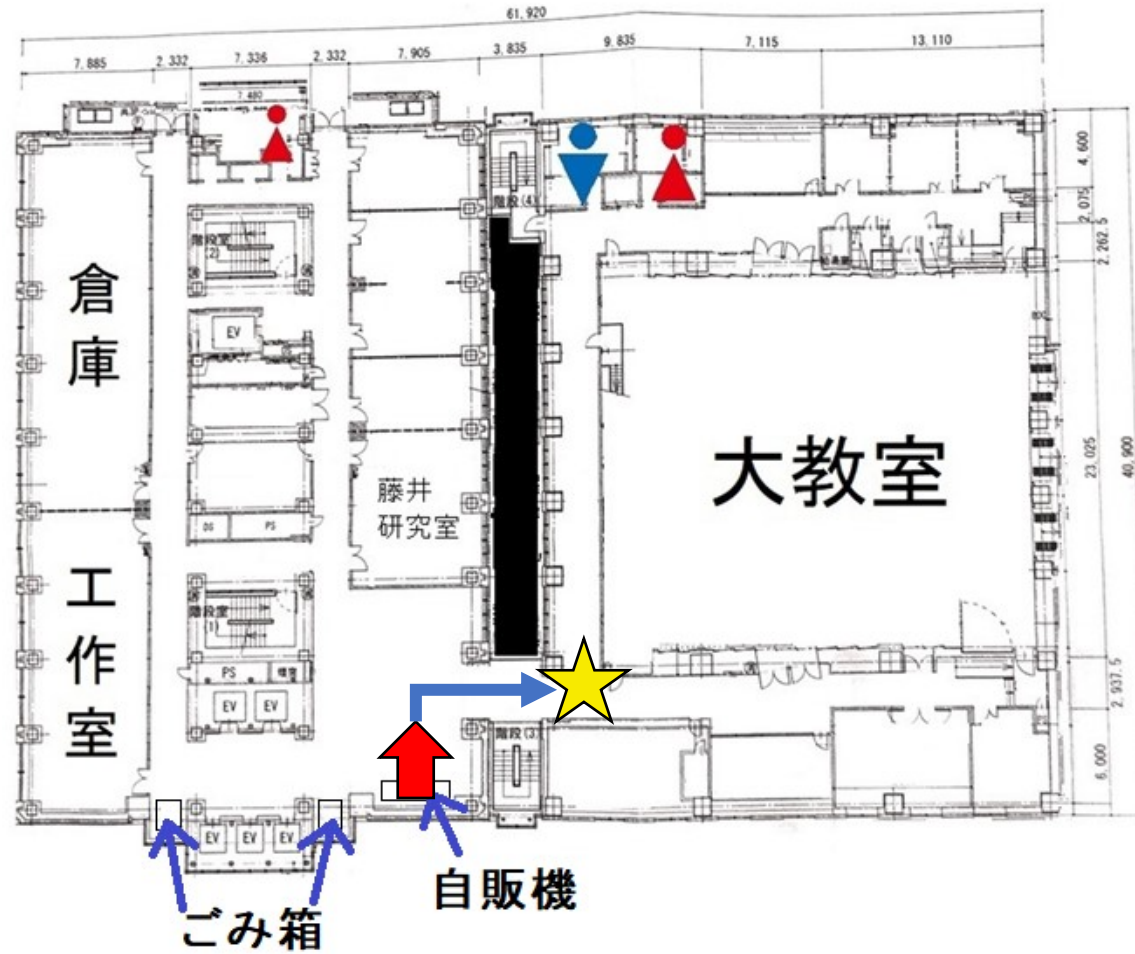 61,920
7,885 2,332 7,336 2,332 7,905 3,835 9,835 7,115 13,110
7,480
4,600
2,075
2,262.5
階段(4)
階段室
(2)
倉庫
EV
大教室
23,025
40,900
藤井
研究室
DS PS
工作室
階段室
(1)
PS
EV EV
2,937.5
階段(3)
6,000
EV EV EV
自販機
ごみ箱